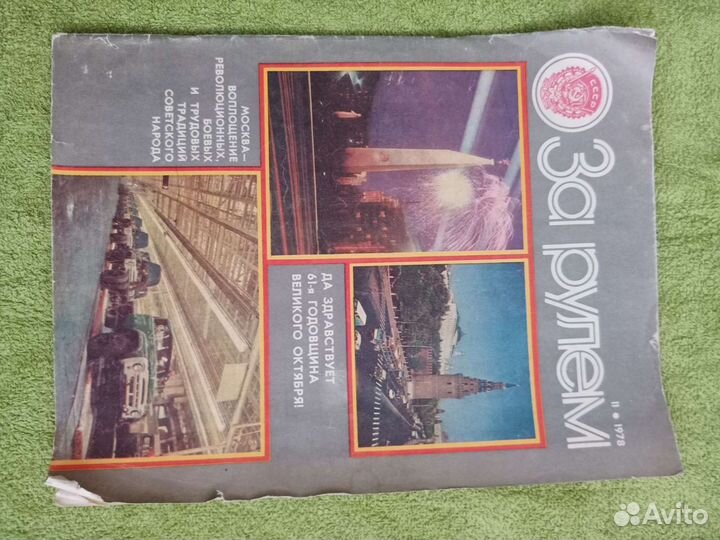 СССР
За рулем
11 • 1978
ДА ЗДРАВСТВУЕТ
61-я ГОДОВЩИНА
ВЕЛИКОГО ОКТЯБРЯ!
МОСКВА—
ВОПЛОЩЕНИЕ
РЕВОЛЮЦИОННЫХ,
БОЕВЫХ
И ТРУДОВЫХ
ТРАДИЦИЙ
СОВЕТСКОГО
НАРОДА
Avito